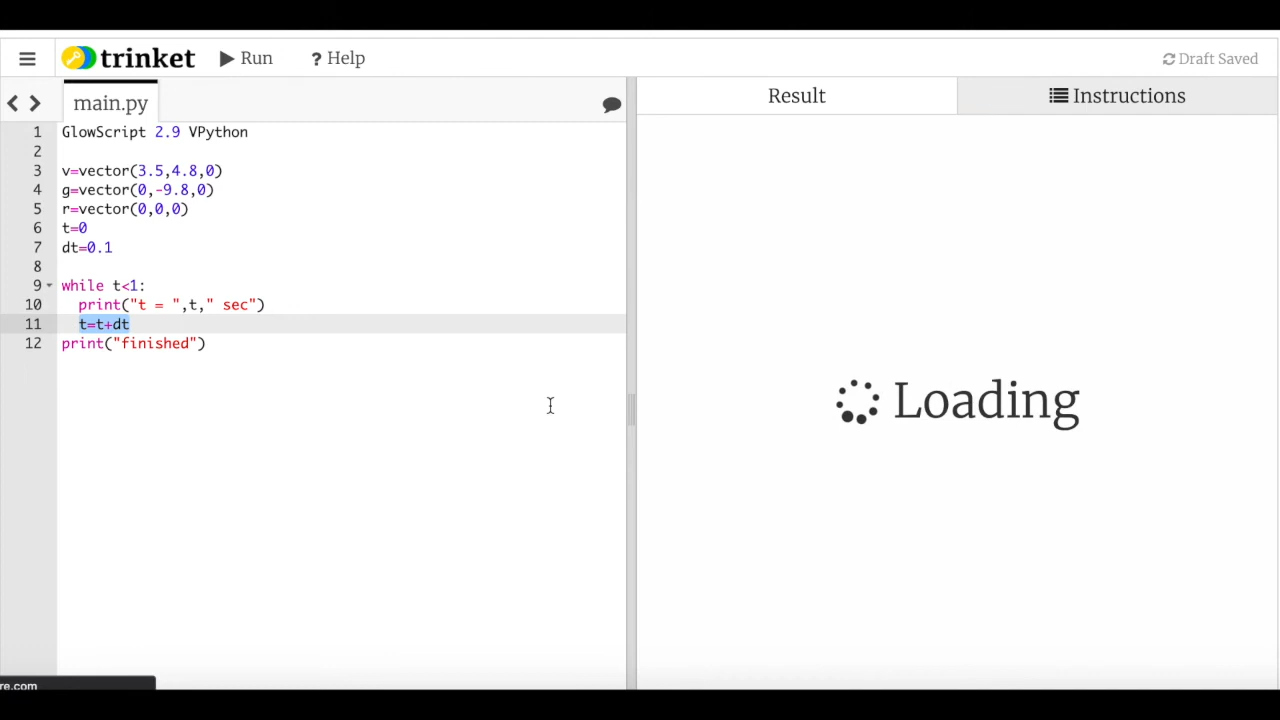 trinket Run ? Help Draft Saved
main.py
Result
Instructions
1 GlowScript 2.9 VPython
2
3 v=vector(3.5,4.8,0)
4 g=vector(0,-9.8,0)
5 r=vector(0,0,0)
6 t=0
7 dt=0.1
8
9 while t<1:
10 print("t = ",t," sec")
11 t=t+dt
12 print("finished")
Loading
re.com